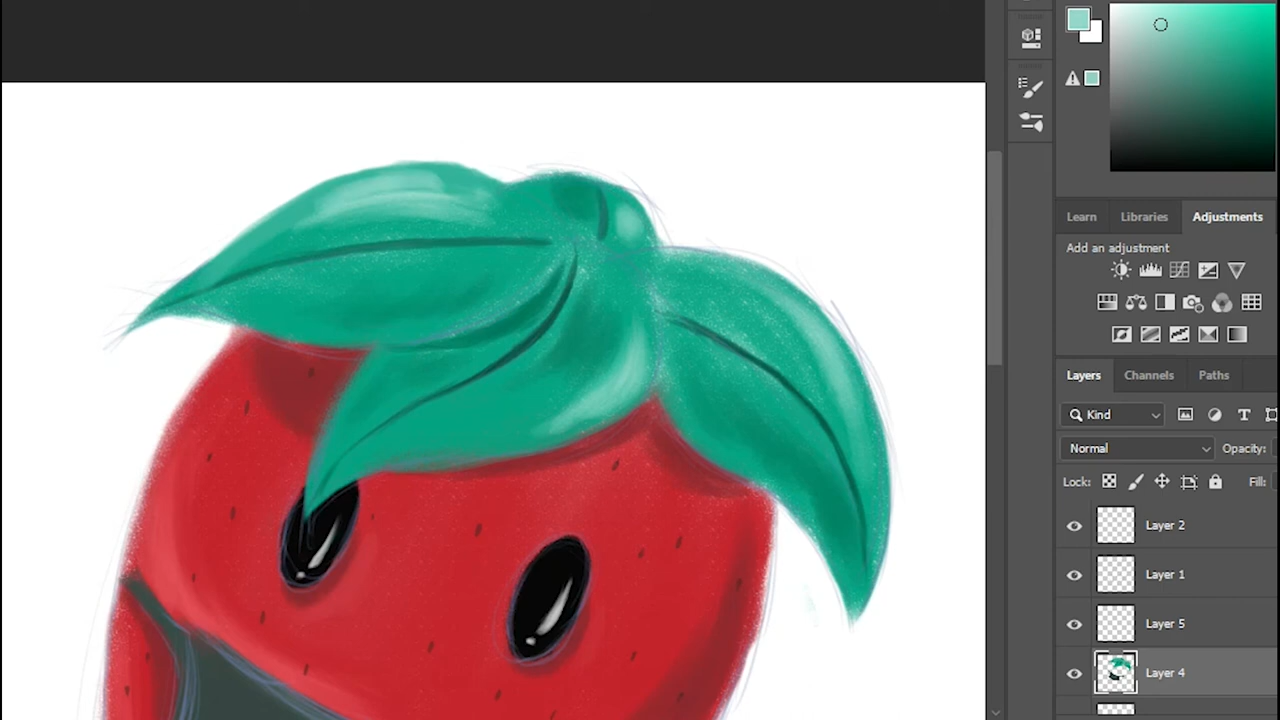 Learn Libraries Adjustments
Add an adjustment
Layers Channels Paths
Kind
Normal Opacity:
Lock: Fill:
Layer 2
Layer 1
Layer 5
Layer 4